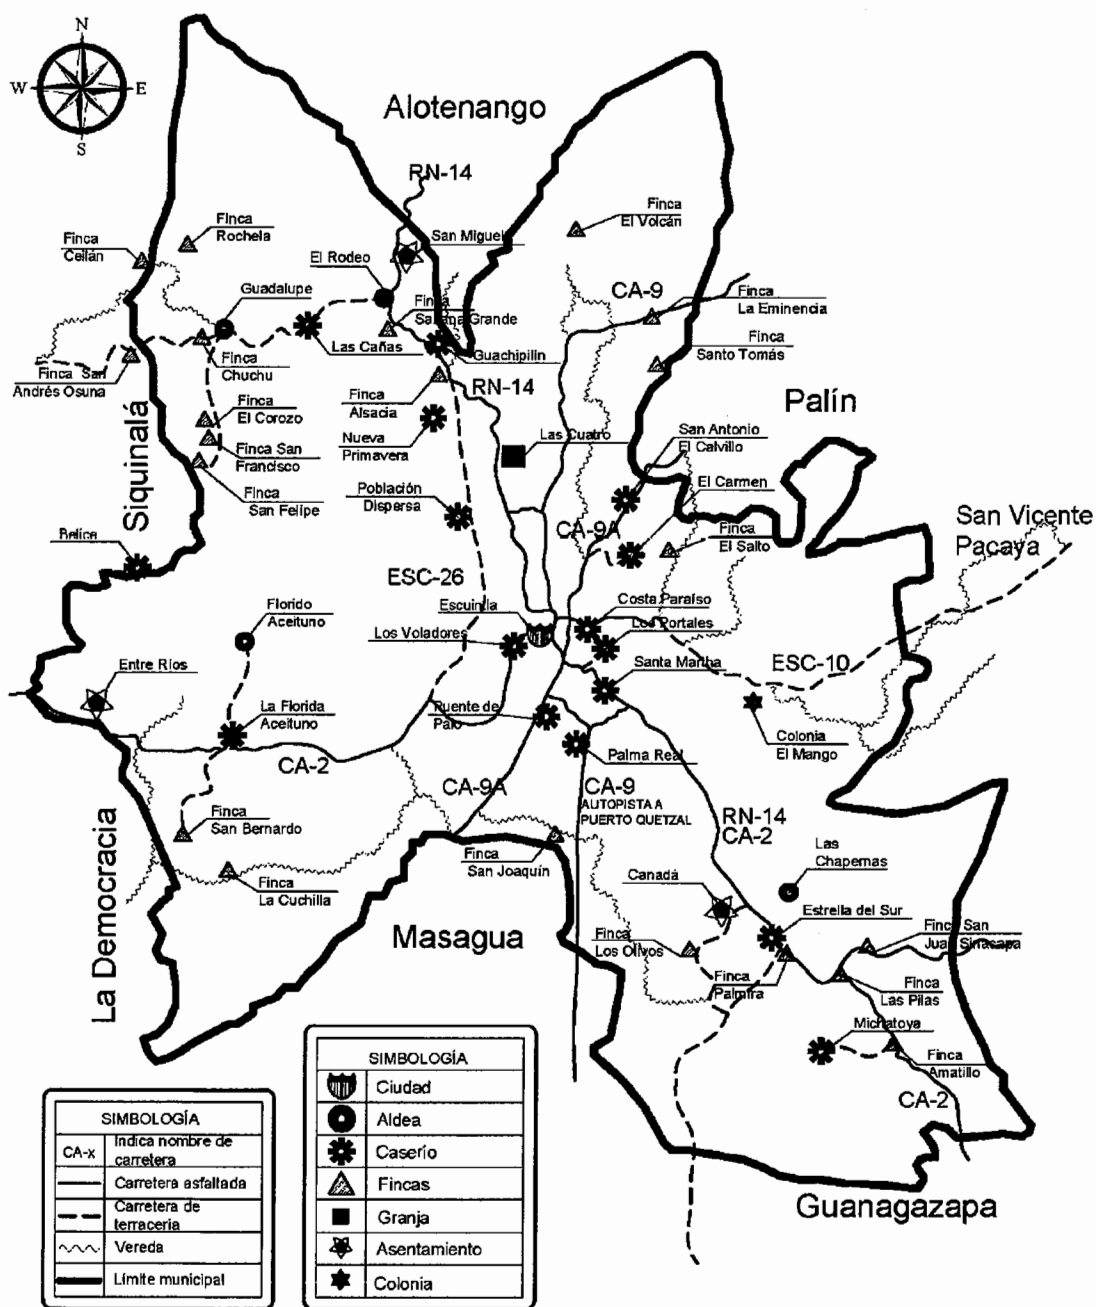 N
W
E
S
Alotenango
RN-14
Finca
El Volcán
Finca
Rochela
Finca
Ceilán
San Miguel
El Rodeo
CA-9
Finca
La Eminencia
Guadalupe
Finca
Sabana Grande
Las Cañas
Guachipilin
Finca
Santo Tomás
Finca
Chuchu
Finca San
Andrés Osuna
RN-14
Finca
Alsacia
Palín
Finca
El Corozo
Siquinalá
Nueva
Primavera
Las Cuatro
San Antonio
El Calvillo
Finca San
Francisco
El Carmen
Finca
San Felipe
Población
Dispersa
CA-9A
Finca
El Salto
San Vicente
Pacaya
Belice
ESC-26
Florido
Aceituno
Escuintla
Costa Paraíso
Los Voladores
Los Portales
Entre Ríos
Santa Martha
ESC-10
La Florida
Aceituno
Puente de
Palo
Colonia
El Mango
Palma Real
CA-2
CA-9A
CA-9
AUTOPISTA A
PUERTO QUETZAL
RN-14
CA-2
Finca
San Bernardo
Finca
San Joaquín
Las
Chapernas
Finca
La Cuchilla
Canadá
Estrella del Sur
La Democracia
Masagua
Finca
Los Olivos
Finca San
Juan Sinacapa
Finca
Palmira
Finca
Las Pilas
Michatoya
Finca
Amatillo
CA-2
Guanagazapa
SIMBOLOGÍA
CA-x
Indica nombre de
carretera
Carretera asfaltada
Carretera de
terraceria
Vereda
Límite municipal
SIMBOLOGÍA
Ciudad
Aldea
Caserío
Fincas
Granja
Asentamiento
Colonia